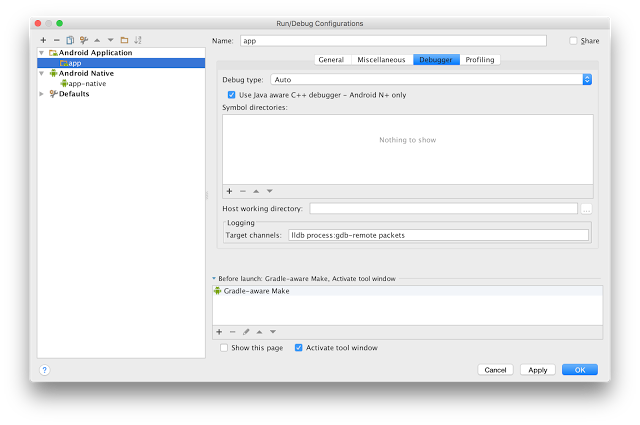 Run/Debug Configurations
Name: app
Share
Android Application
app
Android Native
app-native
Defaults
General Miscellaneous Debugger Profiling
Debug type: Auto
Use Java aware C++ debugger - Android N+ only
Symbol directories:
Nothing to show
Host working directory:
...
Logging
Target channels: lldb process:gdb-remote packets
Before launch: Gradle-aware Make, Activate tool window
Gradle-aware Make
Show this page Activate tool window
? Cancel Apply OK